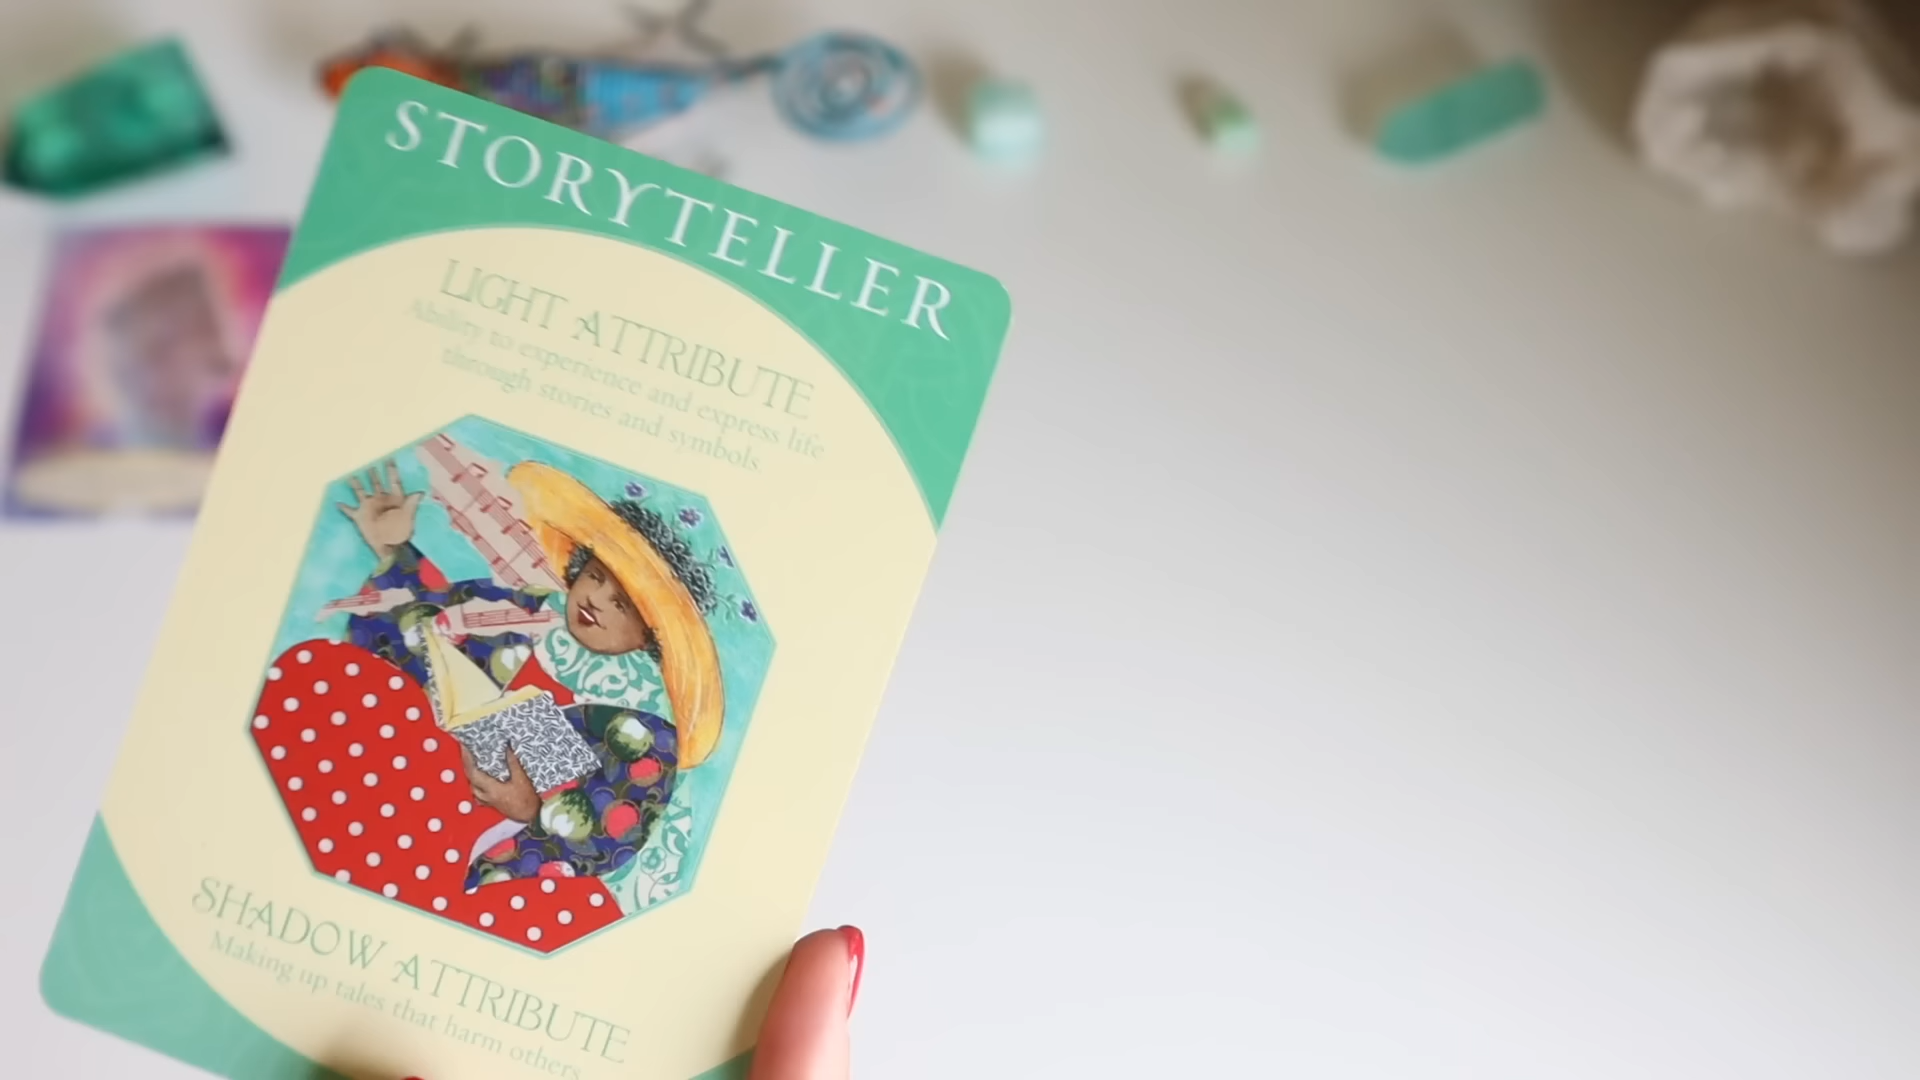 STORYTELLER
LIGHT ATTRIBUTE
Ability to experience and express life
through stories and symbols
SHADOW ATTRIBUTE
Making up tales that harm others